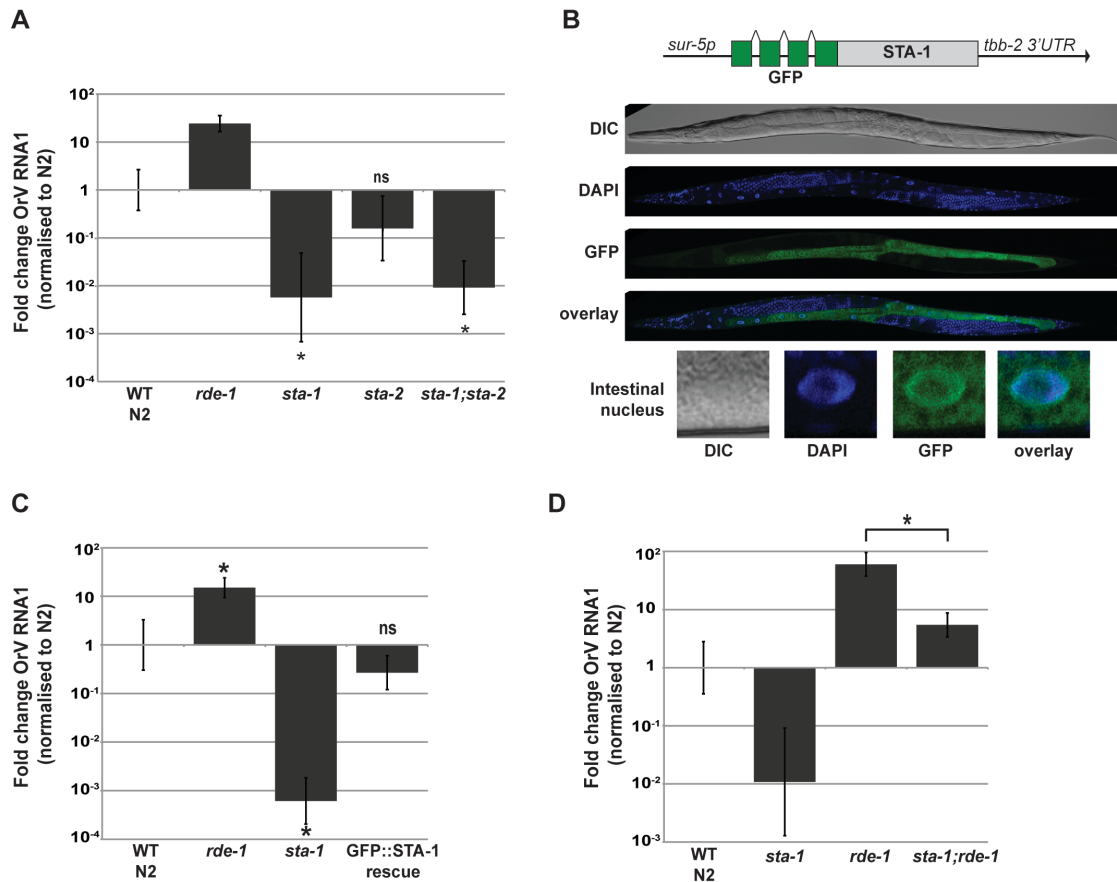 A
Fold change OrV RNA1
(normalised to N2)
10²
10
1
10⁻¹
10⁻²
10⁻³
10⁻⁴
ns
*
*
WT
N2
rde-1
sta-1
sta-2
sta-1;sta-2
B
sur-5p
STA-1
tbb-2 3'UTR
GFP
DIC
DAPI
GFP
overlay
Intestinal
nucleus
DIC
DAPI
GFP
overlay
C
Fold change OrV RNA1
(normalised to N2)
10²
10
1
10⁻¹
10⁻²
10⁻³
10⁻⁴
*
ns
*
WT
N2
rde-1
sta-1
GFP::STA-1
rescue
D
Fold change OrV RNA1
(normalised to N2)
10²
10
1
10⁻¹
10⁻²
10⁻³
*
WT
N2
sta-1
rde-1
sta-1;rde-1